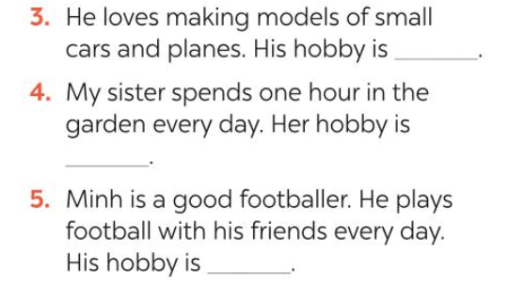 3. He loves making models of small
cars and planes. His hobby is ________.
4. My sister spends one hour in the
garden every day. Her hobby is
________.
5. Minh is a good footballer. He plays
football with his friends every day.
His hobby is ________.